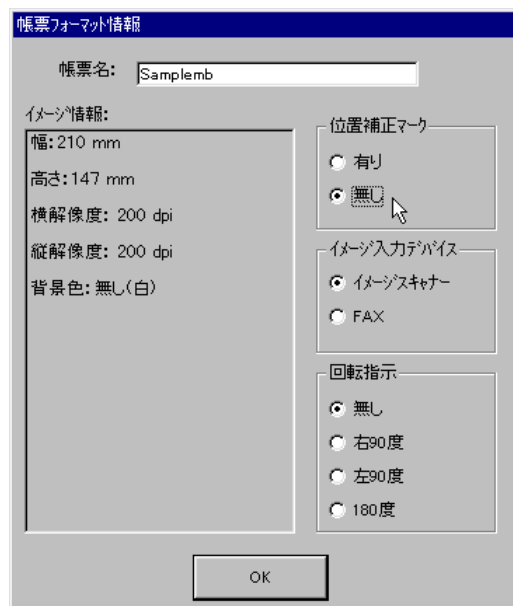 帳票フォーマット情報
帳票名: Samplemb
イメージ情報:
幅:210 mm
高さ:147 mm
横解像度: 200 dpi
縦解像度: 200 dpi
背景色:無し(白)
位置補正マーク
有り
無し
イメージ入力デバイス
イメージスキャナー
FAX
回転指示
無し
右90度
左90度
180度
OK